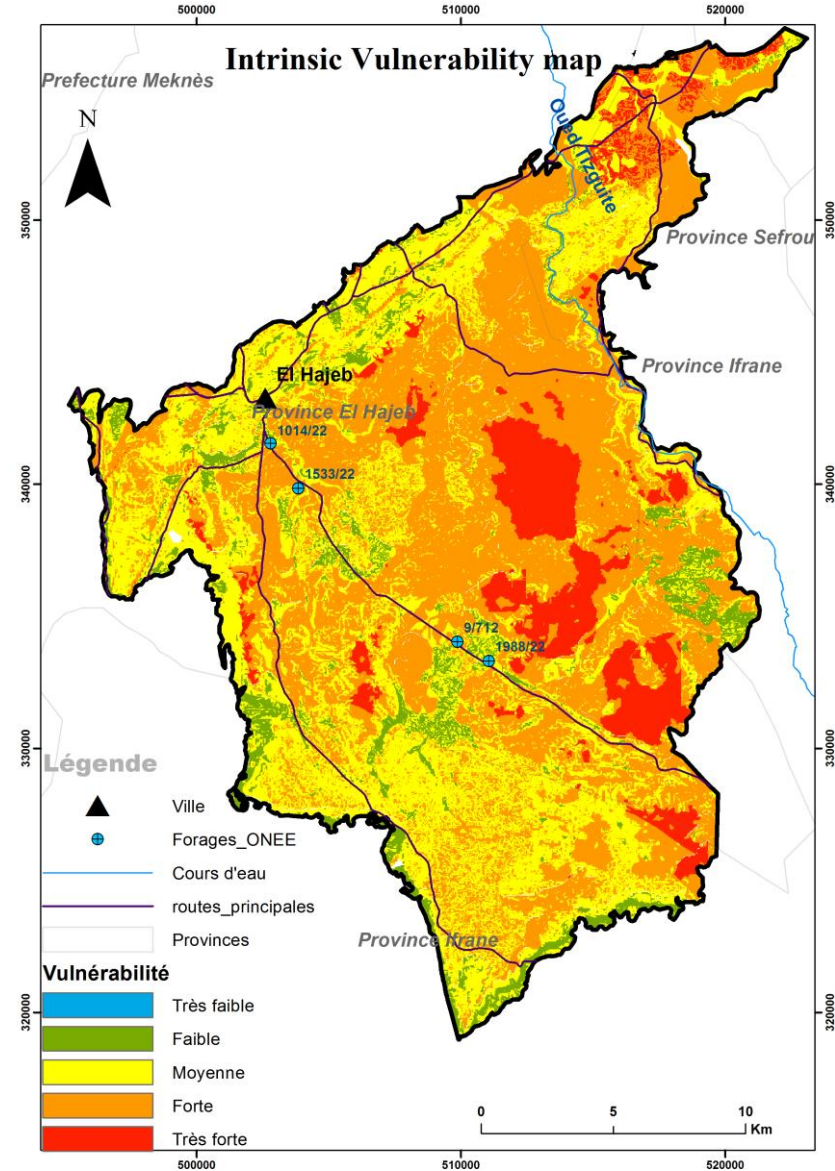 500000
510000
520000
Intrinsic Vulnerability map
Prefecture Meknès
N
Oued Tizguite
350000
350000
Province Sefrou
Province Ifrane
El Hajeb
Province El Hajeb
1014/22
1533/22
340000
340000
9/712
1988/22
330000
330000
Légende
Ville
Forages_ONEE
Cours d'eau
routes_principales
Provinces
Province Ifrane
Vulnérabilité
Très faible
Faible
Moyenne
Forte
Très forte
320000
320000
0 5 10
Km
500000
510000
520000